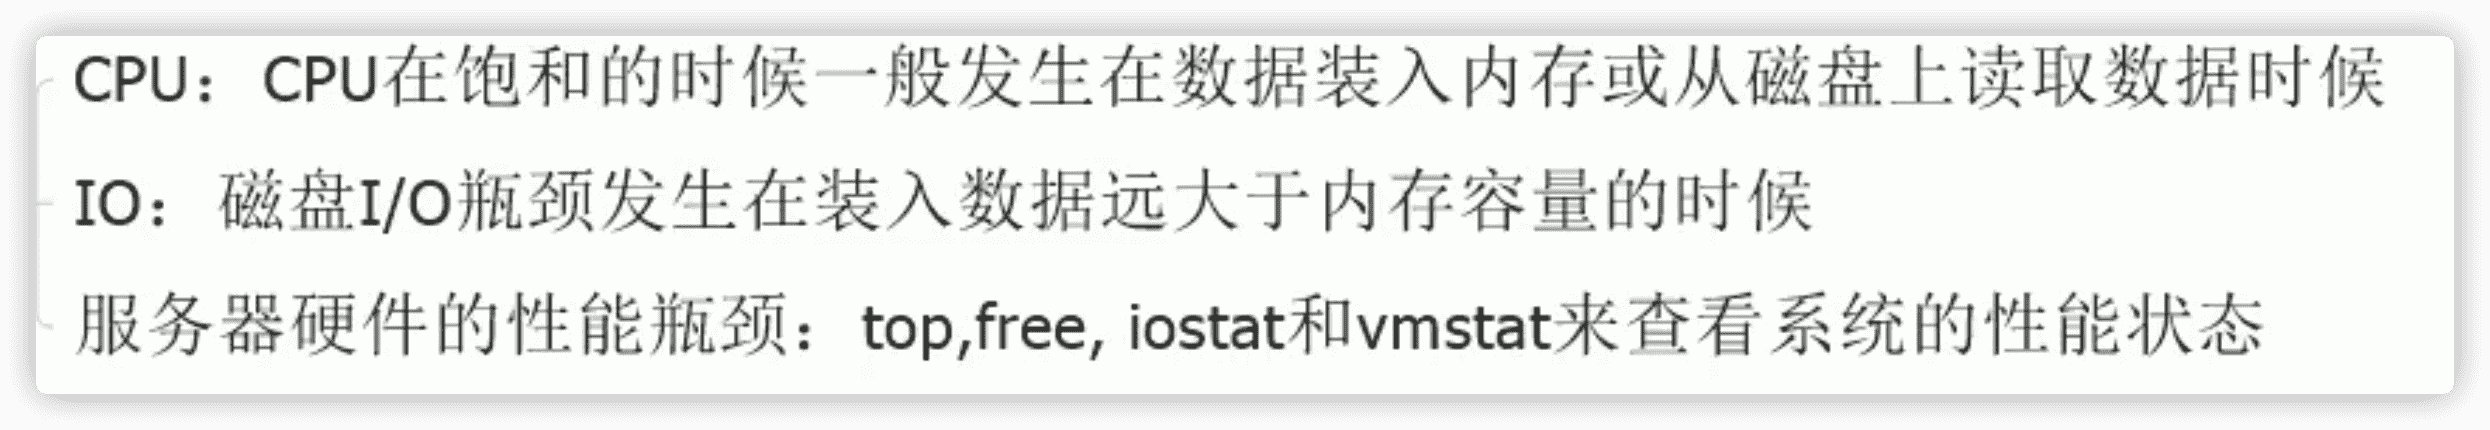 CPU：CPU在饱和的时候一般发生在数据装入内存或从磁盘上读取数据时候
IO：磁盘I/O瓶颈发生在装入数据远大于内存容量的时候
服务器硬件的性能瓶颈：top,free, iostat和vmstat来查看系统的性能状态